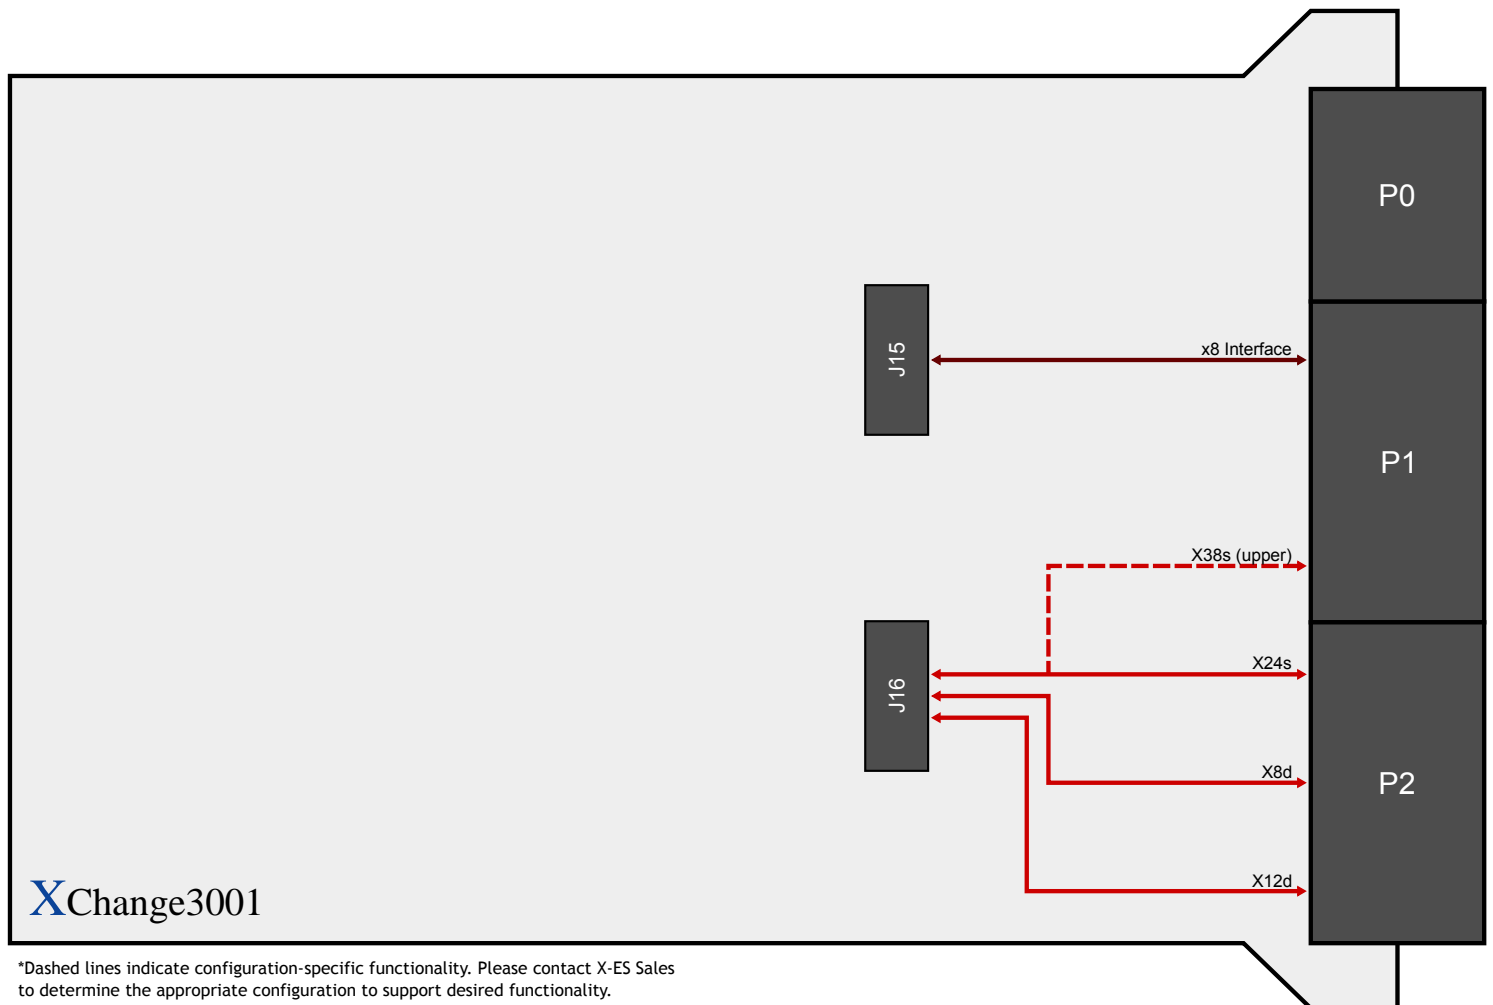 P0
J15
x8 Interface
P1
X38s (upper)
J16
X24s
X8d
P2
X12d
XChange3001
*Dashed lines indicate configuration-specific functionality. Please contact X-ES Sales
to determine the appropriate configuration to support desired functionality.